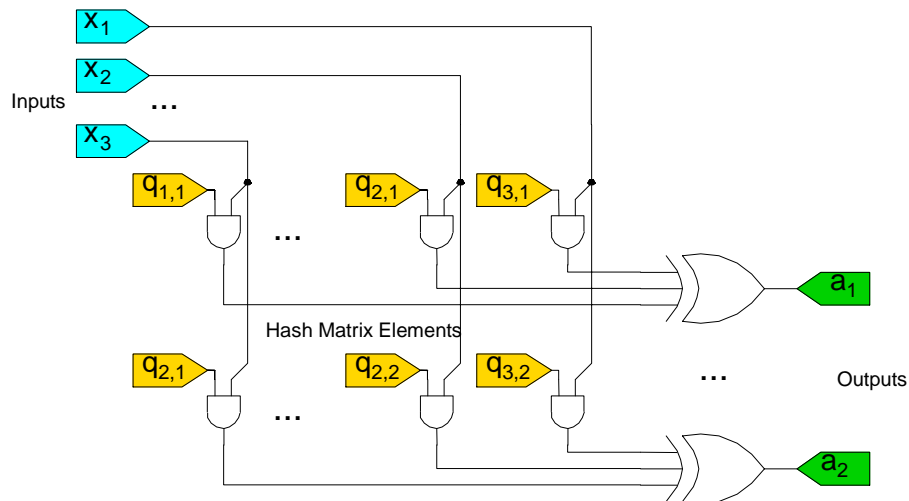 x1
x2
Inputs
...
x3
q1,1
q2,1
q3,1
...
a1
Hash Matrix Elements
q2,1
q2,2
q3,2
...
Outputs
...
a2